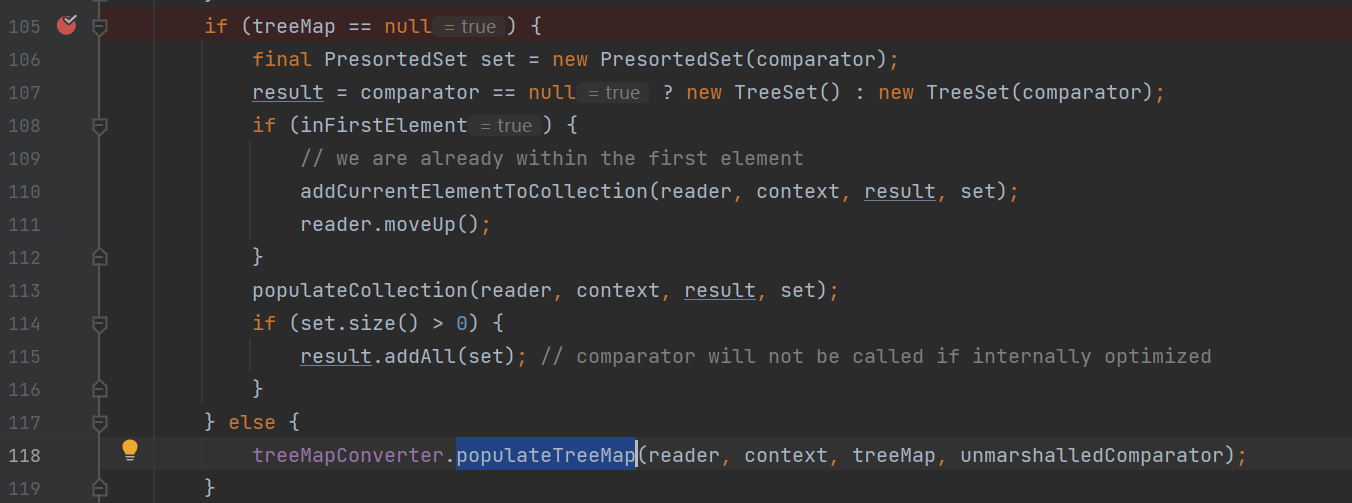 105 if (treeMap == null = true ) {
106 final PresortedSet set = new PresortedSet(comparator);
107 result = comparator == null = true ? new TreeSet() : new TreeSet(comparator);
108 if (inFirstElement = true ) {
109 // we are already within the first element
110 addCurrentElementToCollection(reader, context, result, set);
111 reader.moveUp();
112 }
113 populateCollection(reader, context, result, set);
114 if (set.size() > 0) {
115 result.addAll(set); // comparator will not be called if internally optimized
116 }
117 } else {
118 treeMapConverter.populateTreeMap(reader, context, treeMap, unmarshalledComparator);
119 }